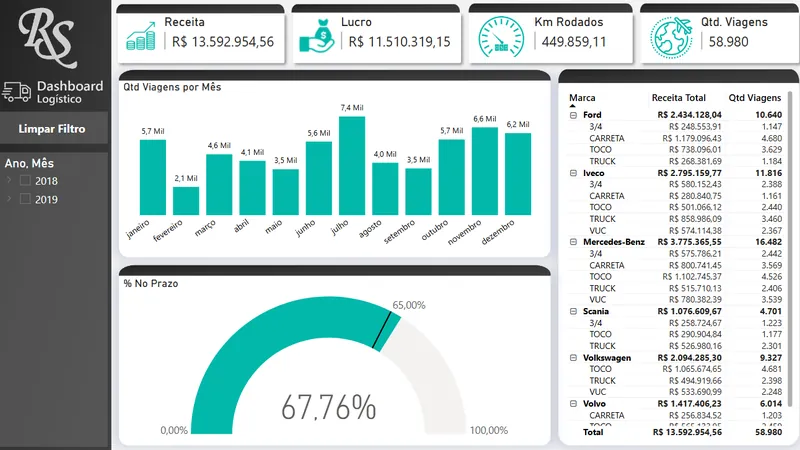 RS
Dashboard
Logístico
Limpar Filtro
Ano, Mês
2018
2019
Receita
R$ 13.592.954,56
Lucro
R$ 11.510.319,15
Km Rodados
449.859,11
Qtd. Viagens
58.980
Qtd Viagens por Mês
5,7 Mil
2,1 Mil
4,6 Mil
4,1 Mil
3,5 Mil
5,6 Mil
7,4 Mil
4,0 Mil
3,5 Mil
5,7 Mil
6,6 Mil
6,2 Mil
janeiro
fevereiro
março
abril
maio
junho
julho
agosto
setembro
outubro
novembro
dezembro
% No Prazo
65,00%
67,76%
0,00%
100,00%
Marca Receita Total Qtd Viagens
Ford R$ 2.434.128,04 10.640
3/4 R$ 248.553,91 1.147
CARRETA R$ 1.179.096,43 4.680
TOCO R$ 738.096,01 3.629
TRUCK R$ 268.381,69 1.184
Iveco R$ 2.795.159,77 11.816
3/4 R$ 580.152,43 2.388
CARRETA R$ 280.840,75 1.161
TOCO R$ 501.066,12 2.440
TRUCK R$ 858.986,09 3.460
VUC R$ 574.114,38 2.367
Mercedes-Benz R$ 3.775.365,55 16.482
3/4 R$ 575.786,21 2.442
CARRETA R$ 800.741,45 3.569
TOCO R$ 1.102.745,37 4.526
TRUCK R$ 515.710,13 2.406
VUC R$ 780.382,39 3.539
Scania R$ 1.076.609,67 4.701
3/4 R$ 258.724,67 1.223
TOCO R$ 290.904,84 1.177
TRUCK R$ 526.980,16 2.301
Volkswagen R$ 2.094.285,30 9.327
TOCO R$ 1.065.674,65 4.681
TRUCK R$ 494.919,66 2.398
VUC R$ 533.690,99 2.248
Volvo R$ 1.417.406,23 6.014
CARRETA R$ 256.834,52 1.203
TOCO
Total R$ 13.592.954,56 58.980